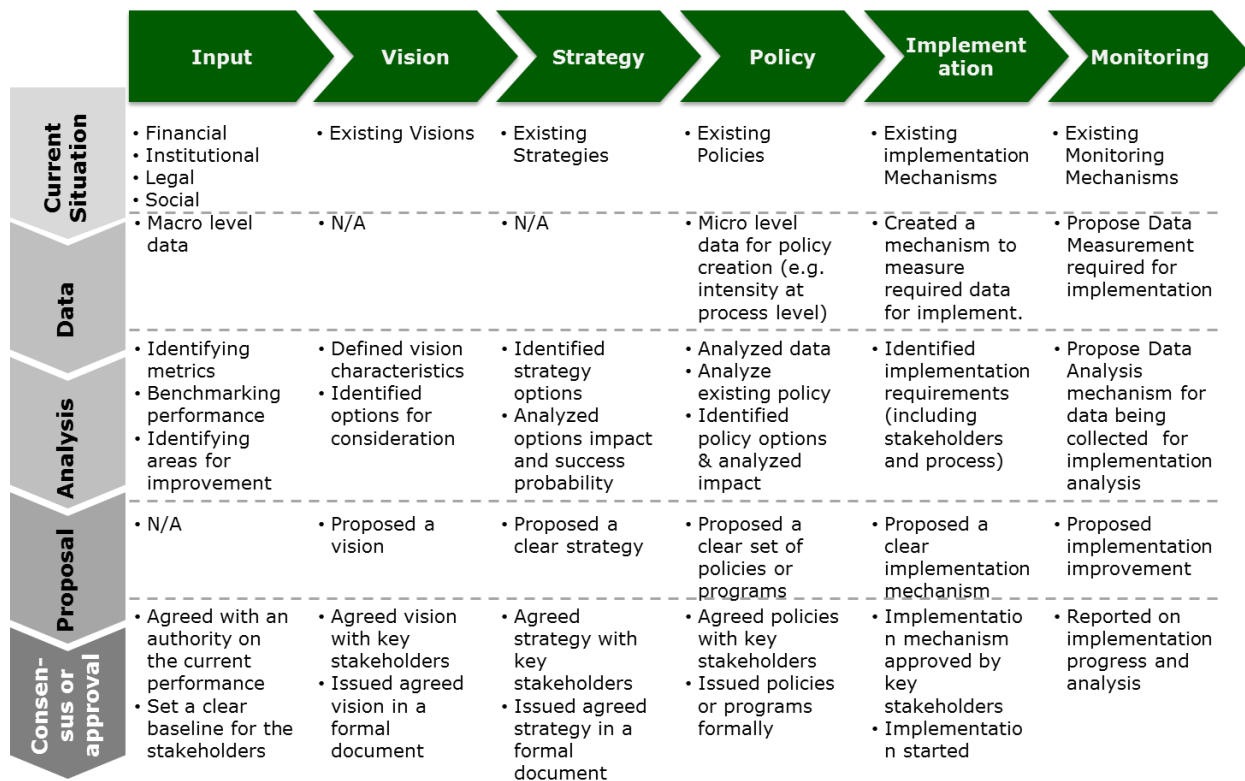 Input
Vision
Strategy
Policy
Implement
ation
Monitoring
Current
Situation
• Financial
• Institutional
• Legal
• Social
• Existing Visions
• Existing
Strategies
• Existing
Policies
• Existing
implementation
Mechanisms
• Existing
Monitoring
Mechanisms
Data
• Macro level
data
• N/A
• N/A
• Micro level
data for policy
creation (e.g.
intensity at
process level)
• Created a
mechanism to
measure
required data
for implement.
• Propose Data
Measurement
required for
implementation
Analysis
• Identifying
metrics
• Benchmarking
performance
• Identifying
areas for
improvement
• Defined vision
characteristics
• Identified
options for
consideration
• Identified
strategy
options
• Analyzed
options impact
and success
probability
• Analyzed data
• Analyze
existing policy
• Identified
policy options
& analyzed
impact
• Identified
implementation
requirements
(including
stakeholders
and process)
• Propose Data
Analysis
mechanism for
data being
collected for
implementation
analysis
Proposal
• N/A
• Proposed a
vision
• Proposed a
clear strategy
• Proposed a
clear set of
policies or
programs
• Proposed a
clear
implementation
mechanism
• Proposed
implementation
improvement
Consen-
sus or
approval
• Agreed with an
authority on
the current
performance
• Set a clear
baseline for the
stakeholders
• Agreed vision
with key
stakeholders
• Issued agreed
vision in a
formal
document
• Agreed
strategy with
key
stakeholders
• Issued agreed
strategy in a
formal
document
• Agreed policies
with key
stakeholders
• Issued policies
or programs
formally
• Implementatio
n mechanism
approved by
key
stakeholders
• Implementatio
n started
• Reported on
implementation
progress and
analysis